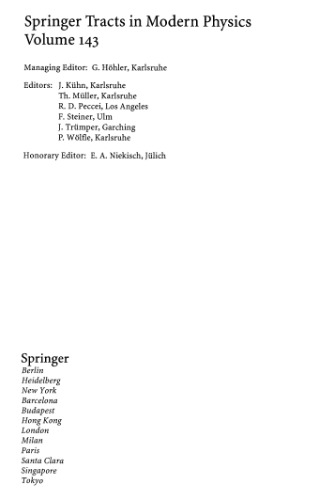 Springer Tracts in Modern Physics
Volume 143
Managing Editor: G. Höhler, Karlsruhe
Editors: J. Kühn, Karlsruhe
Th. Müller, Karlsruhe
R. D. Peccei, Los Angeles
F. Steiner, Ulm
J. Trümper, Garching
P. Wölfle, Karlsruhe
Honorary Editor: E. A. Niekisch, Jülich
Springer
Berlin
Heidelberg
New York
Barcelona
Budapest
Hong Kong
London
Milan
Paris
Santa Clara
Singapore
Tokyo